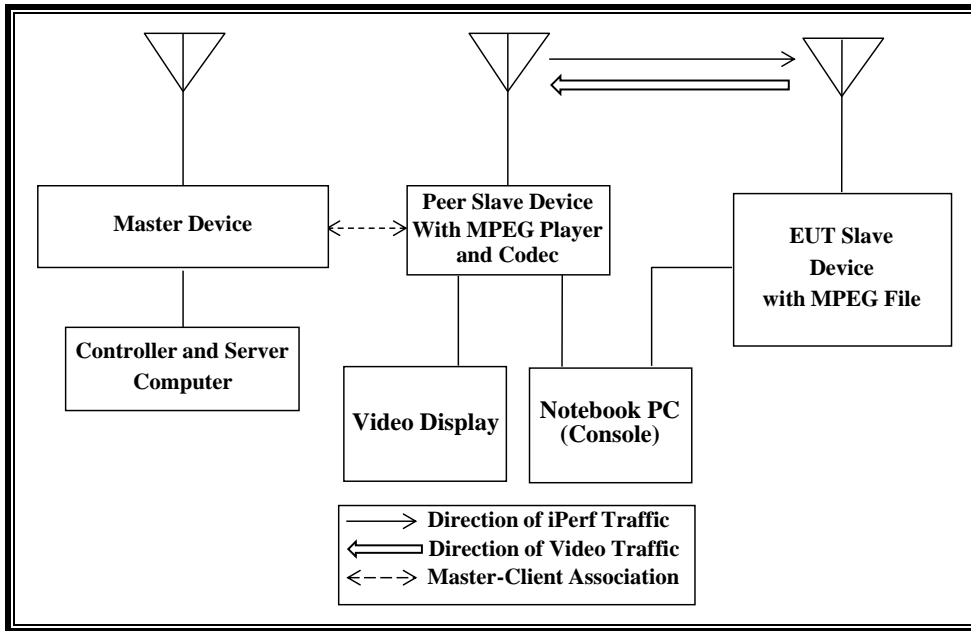 Master Device
Controller and Server
Computer
Peer Slave Device
With MPEG Player
and Codec
Video Display
Notebook PC
(Console)
EUT Slave
Device
with MPEG File
Direction of iPerf Traffic
Direction of Video Traffic
Master-Client Association